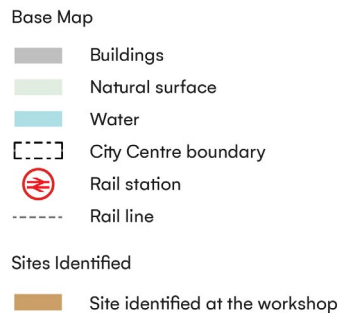 Base Map
Buildings
Natural surface
Water
City Centre boundary
Rail station
Rail line
Sites Identified
Site identified at the workshop